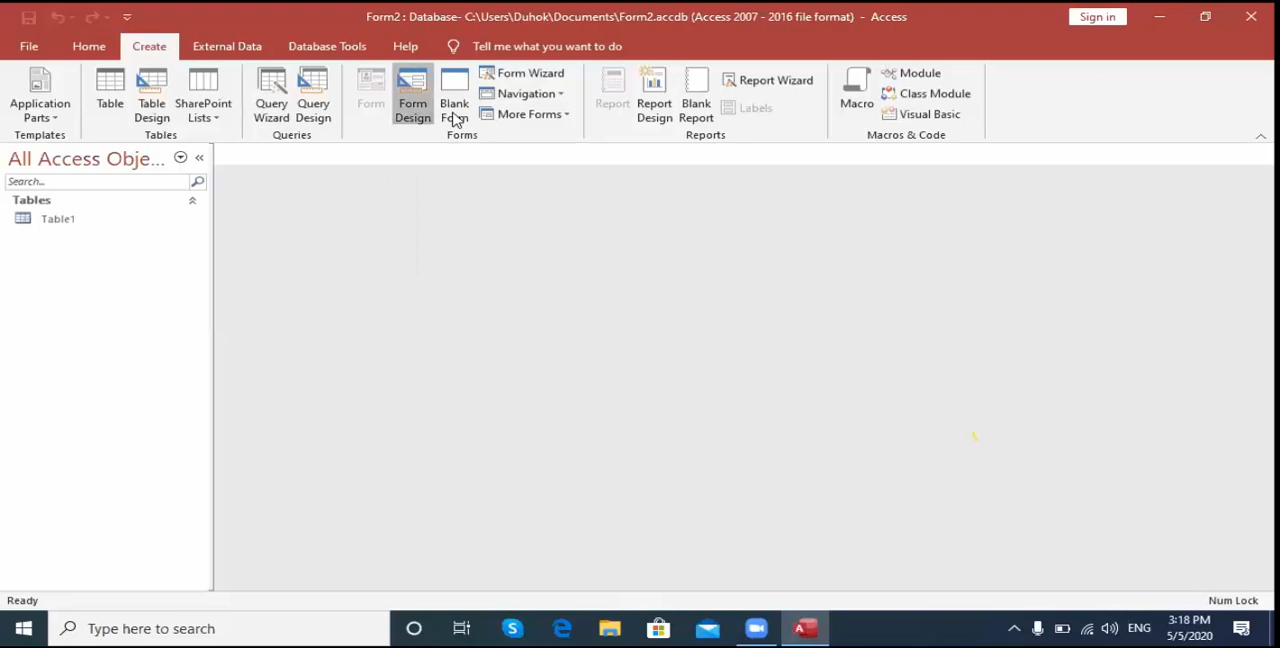 Form2 : Database- C:\Users\Duhok\Documents\Form2.accdb (Access 2007 - 2016 file format) - Access
Sign in
File Home Create External Data Database Tools Help Tell me what you want to do
Application Parts
Templates
Table
Table Design
SharePoint Lists
Tables
Query Wizard
Query Design
Queries
Form
Form Design
Blank Form
Form Wizard
Navigation
More Forms
Forms
Report
Report Design
Blank Report
Report Wizard
Labels
Reports
Macro
Module
Class Module
Visual Basic
Macros & Code
All Access Obje...
Search...
Tables
Table1
Ready
Num Lock
Type here to search
ENG
3:18 PM
5/5/2020